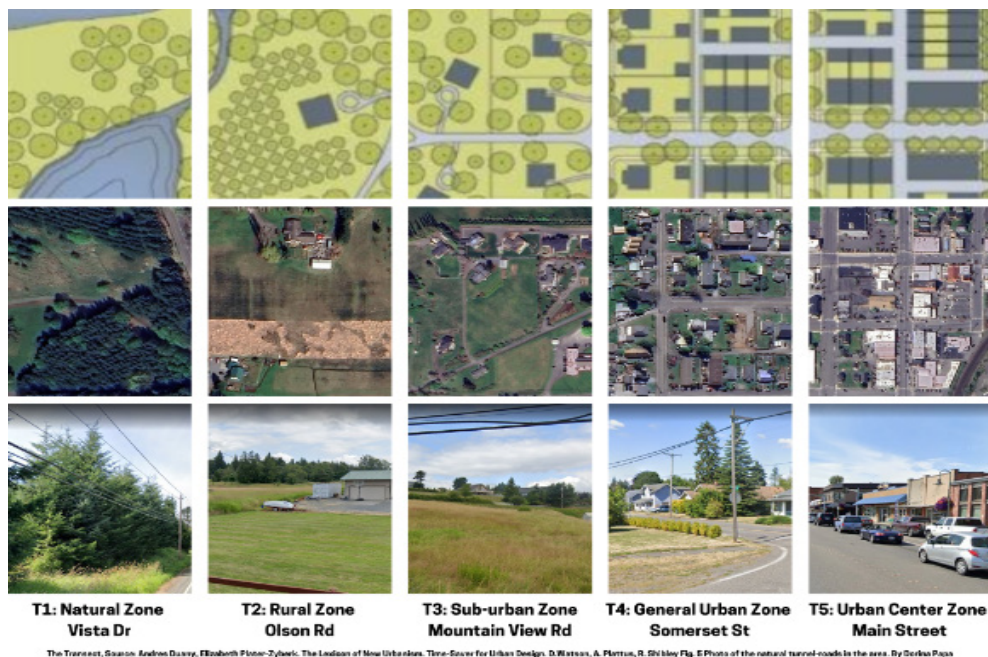 T1: Natural Zone
Vista Dr
T2: Rural Zone
Olson Rd
T3: Sub-urban Zone
Mountain View Rd
T4: General Urban Zone
Somerset St
T5: Urban Center Zone
Main Street
The Transect, Source: Andres Duany, Elizabeth Plater-Zyberk. The Lexicon of New Urbanism. Time-Saver for Urban Design. D.Watson, A. Plattus, R. Shibley Fig. 5 Photo of the natural tunnel-roads in the area. By Dorina Papa